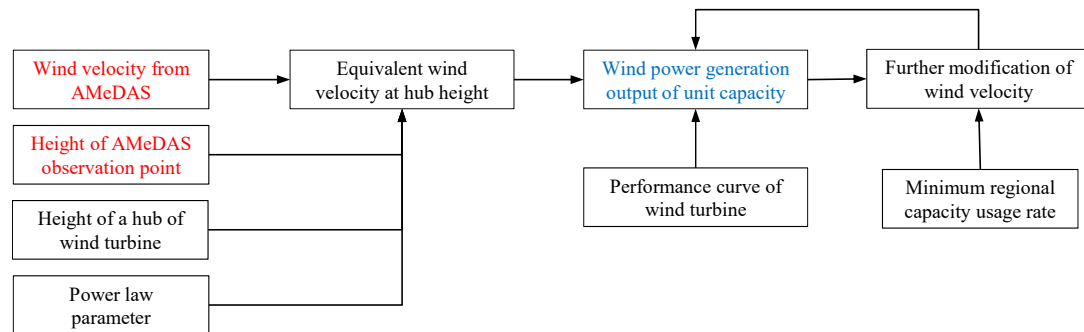 Wind velocity from
AMeDAS
Equivalent wind
velocity at hub height
Wind power generation
output of unit capacity
Further modification of
wind velocity
Height of AMeDAS
observation point
Performance curve of
wind turbine
Minimum regional
capacity usage rate
Height of a hub of
wind turbine
Power law
parameter